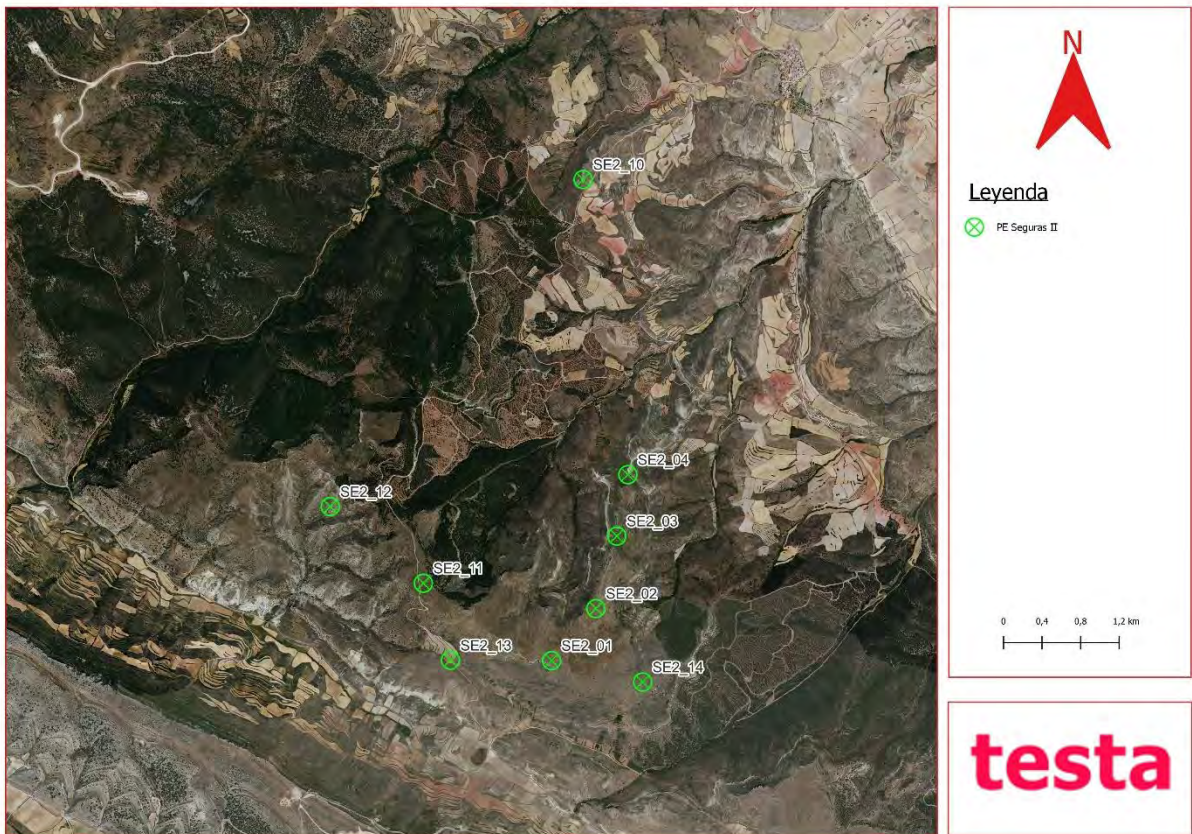 SE2_10
SE2_04
SE2_12
SE2_03
SE2_11
SE2_02
SE2_13
SE2_01
SE2_14
N
Leyenda
PE Seguras II
0 0,4 0,8 1,2 km
testa